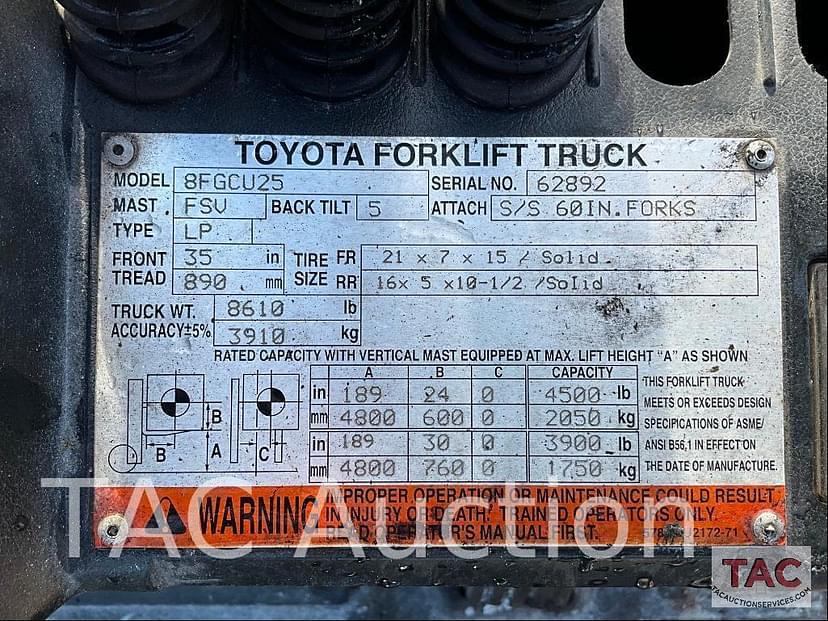 TOYOTA FORKLIFT TRUCK
MODEL 8FGCU25 SERIAL NO. 62892
MAST. FSV BACK TILT 5 ATTACH S/S 60IN.FORKS
TYPE LP
FRONT TREAD 35 in TIRE SIZE FR 21 x 7 x 15 / Solid
890 mm RR 16x 5 x10-1/2 /Solid
TRUCK WT. 8610 lb
ACCURACY±5% 3910 kg
RATED CAPACITY WITH VERTICAL MAST EQUIPPED AT MAX. LIFT HEIGHT "A" AS SHOWN
A B C CAPACITY
in 189 24 0 4500 lb
mm 4800 600 0 2050 kg
in 189 30 0 3900 lb
mm 4800 760 0 1750 kg
B B A C
THIS FORKLIFT TRUCK
MEETS OR EXCEEDS DESIGN
SPECIFICATIONS OF ASME/
ANSI B56.1 IN EFFECT ON
THE DATE OF MANUFACTURE.
WARNING
IMPROPER OPERATION OR MAINTENANCE COULD RESULT
IN INJURY OR DEATH. TRAINED OPERATORS ONLY.
READ OPERATOR'S MANUAL FIRST.
TAC Auction
TAC
TACAUCTIONSERVICES.COM
TAC
TACAUCTIONSERVICES.COM